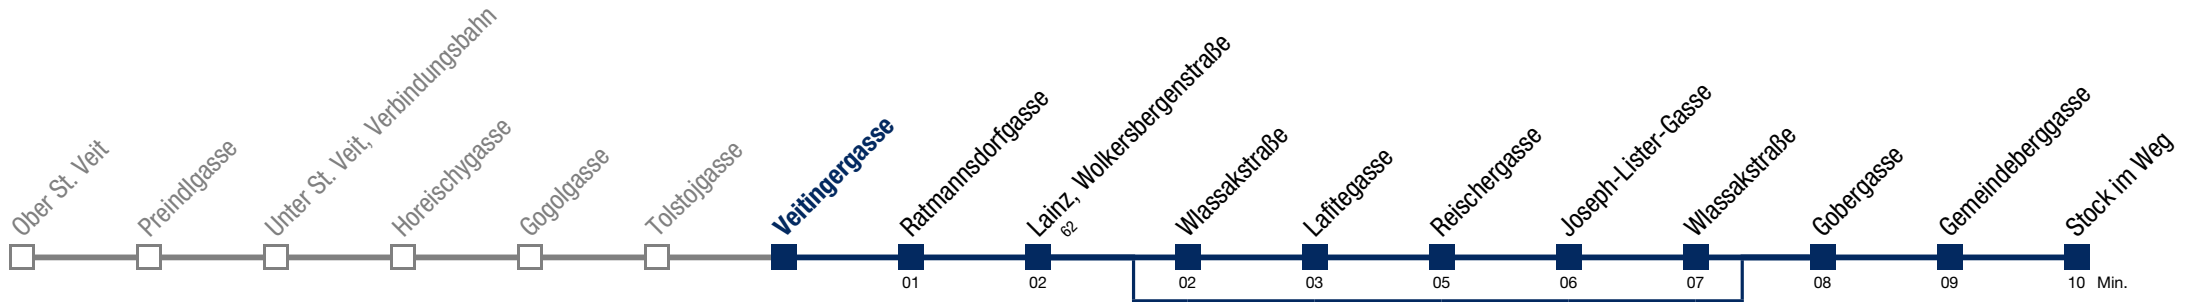 Ober St. Veit
Preindlgasse
Unter St. Veit, Verbindungsbahn
Horeischygasse
Gogolgasse
Tolstojgasse
Veitingergasse
Ratmannsdorfgasse
Lainz, Wolkersbergenstraße
62
Wlassakstraße
Lafitegasse
Reischergasse
Joseph-Lister-Gasse
Wlassakstraße
Gobergasse
Gemeindeberggasse
Stock im Weg
01 02 02 03 05 06 07 08 09 10 Min.